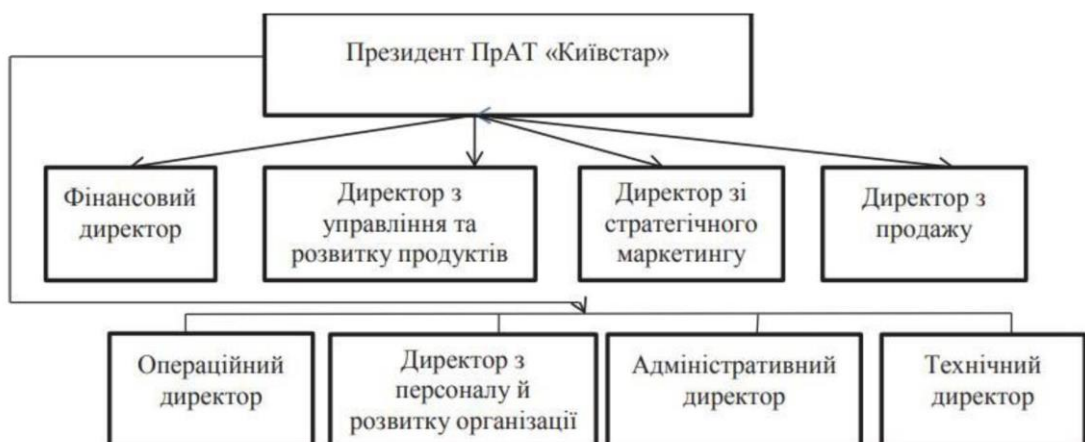 Президент ПрАТ «Київстар»
Фінансовий
директор
Директор з
управління та
розвитку продуктів
Директор зі
стратегічного
маркетингу
Директор з
продажу
Операційний
директор
Директор з
персоналу й
розвитку організації
Адміністративний
директор
Технічний
директор